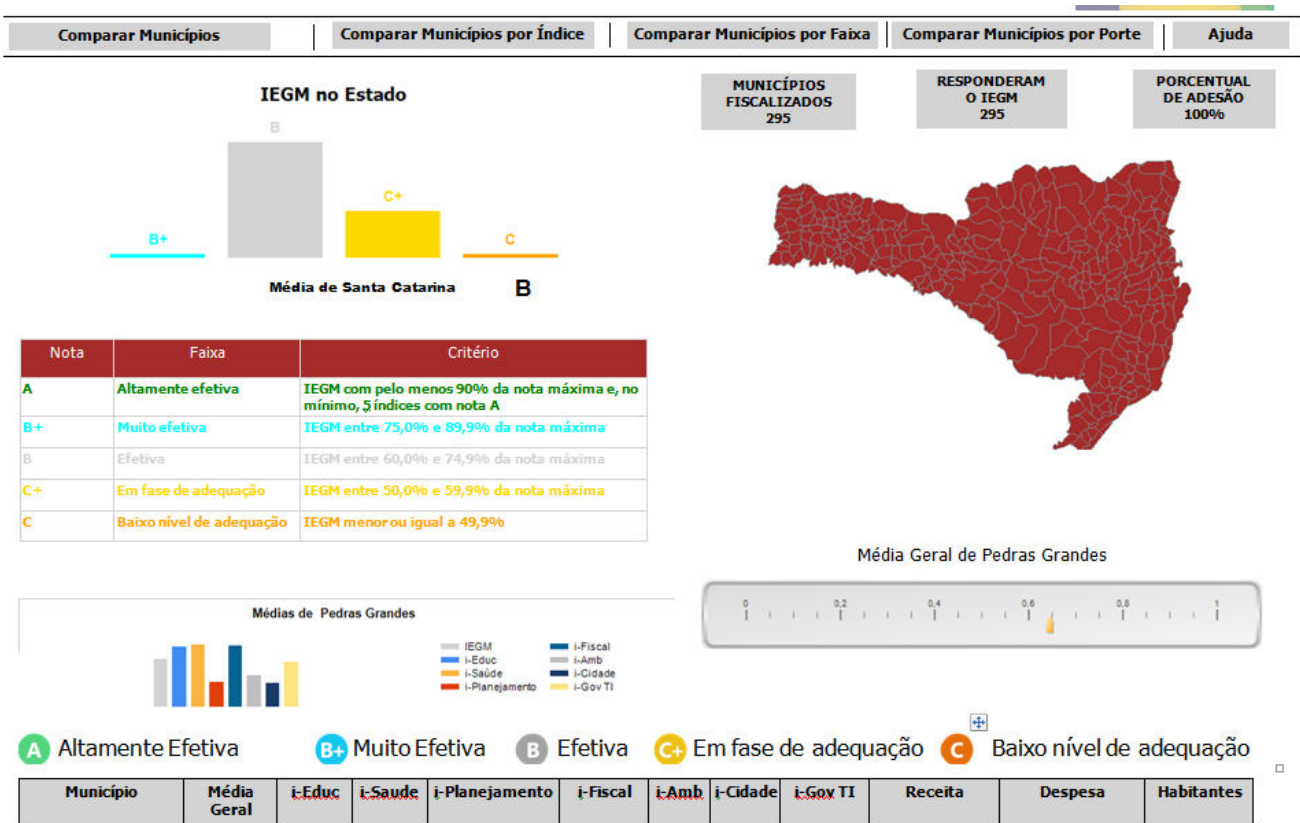 Comparar Municípios
Comparar Municípios por Índice
Comparar Municípios por Faixa
Comparar Municípios por Porte
Ajuda
IEGM no Estado
B
C+
B+
C
Média de Santa Catarina B
MUNICÍPIOS
FISCALIZADOS
295
RESPONDERAM
O IEGM
295
PORCENTUAL
DE ADESÃO
100%
Nota Faixa Critério
A Altamente efetiva IEGM com pelo menos 90% da nota máxima e, no
mínimo, 5 índices com nota A
B+ Muito efetiva IEGM entre 75,0% e 89,9% da nota máxima
B Efetiva IEGM entre 60,0% e 74,9% da nota máxima
C+ Em fase de adequação IEGM entre 50,0% e 59,9% da nota máxima
C Baixo nível de adequação IEGM menor ou igual a 49,9%
Média Geral de Pedras Grandes
0 0,2 0,4 0,6 0,8 1
Médias de Pedras Grandes
IEGM i-Fiscal
i-Educ i-Amb
i-Saúde i-Cidade
i-Planejamento i-Gov TI
A Altamente Efetiva B+ Muito Efetiva B Efetiva C+ Em fase de adequação C Baixo nível de adequação
Município Média i-Educ i-Saude i-Planejamento i-Fiscal i-Amb i-Cidade i-Gov TI Receita Despesa Habitantes
Geral